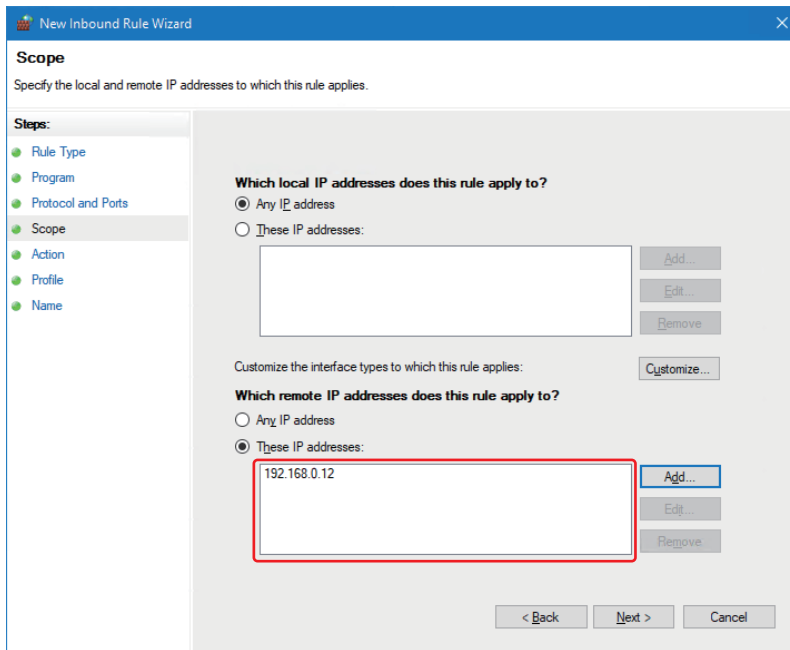 New Inbound Rule Wizard
Scope
Specify the local and remote IP addresses to which this rule applies.
Steps:
Rule Type
Program
Protocol and Ports
Scope
Action
Profile
Name
Which local IP addresses does this rule apply to?
Any IP address
These IP addresses:
Add...
Edit...
Remove
Customize the interface types to which this rule applies:
Customize...
Which remote IP addresses does this rule apply to?
Any IP address
These IP addresses:
192.168.0.12
Add...
Edit...
Remove
< Back
Next >
Cancel